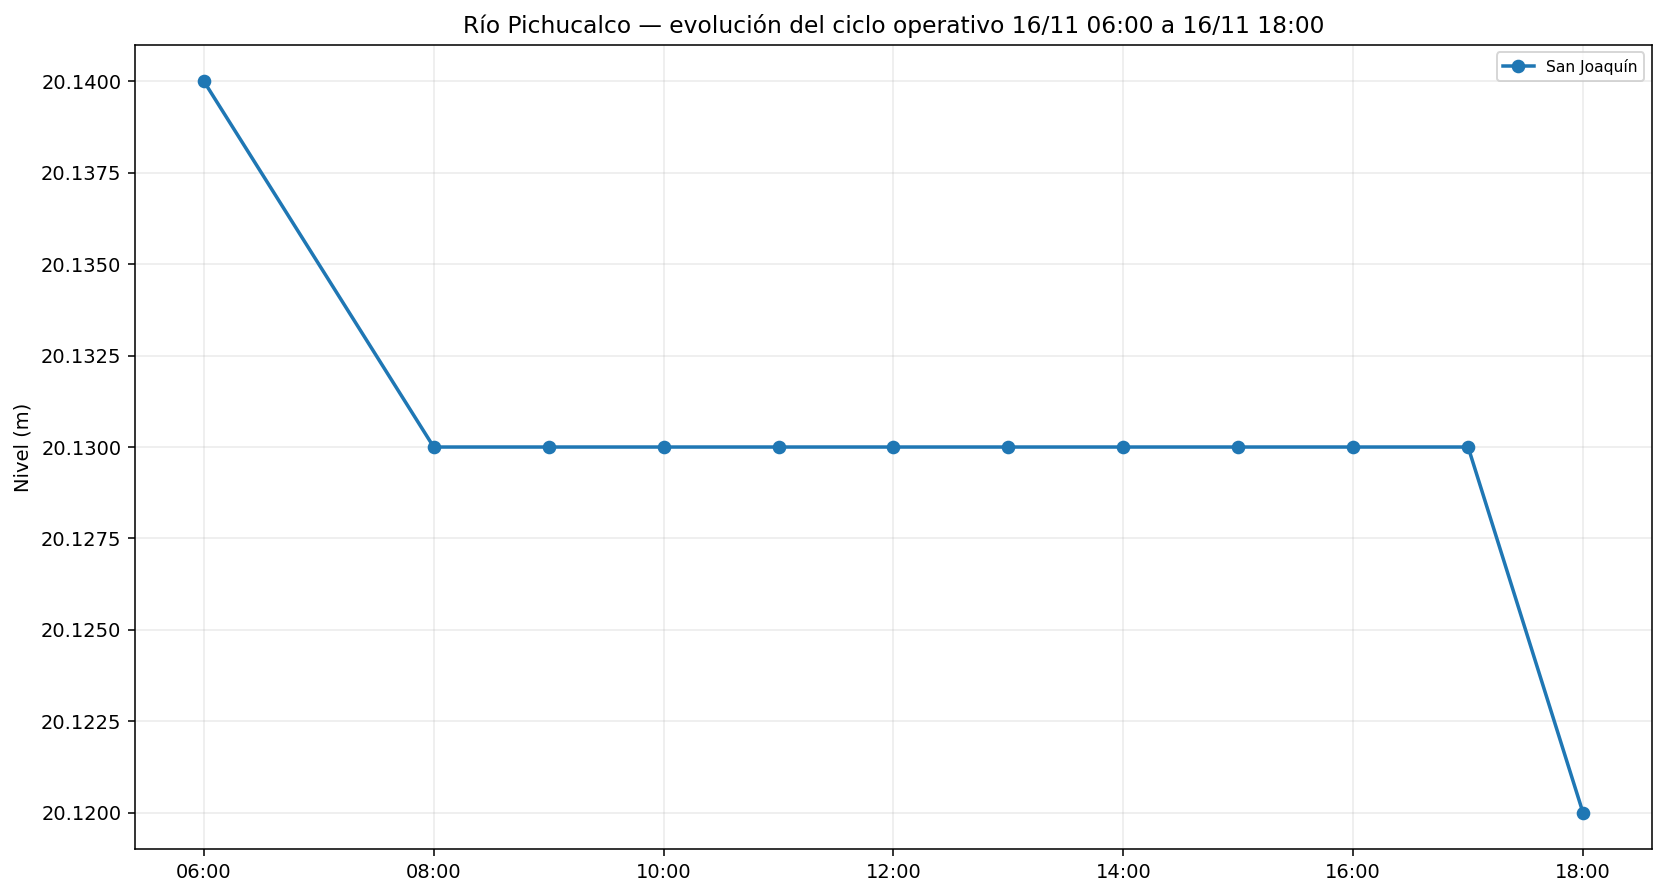 Río Pichucalco — evolución del ciclo operativo 16/11 06:00 a 16/11 18:00
San Joaquín
Nivel (m)
20.1400
20.1375
20.1350
20.1325
20.1300
20.1275
20.1250
20.1225
20.1200
06:00 08:00 10:00 12:00 14:00 16:00 18:00